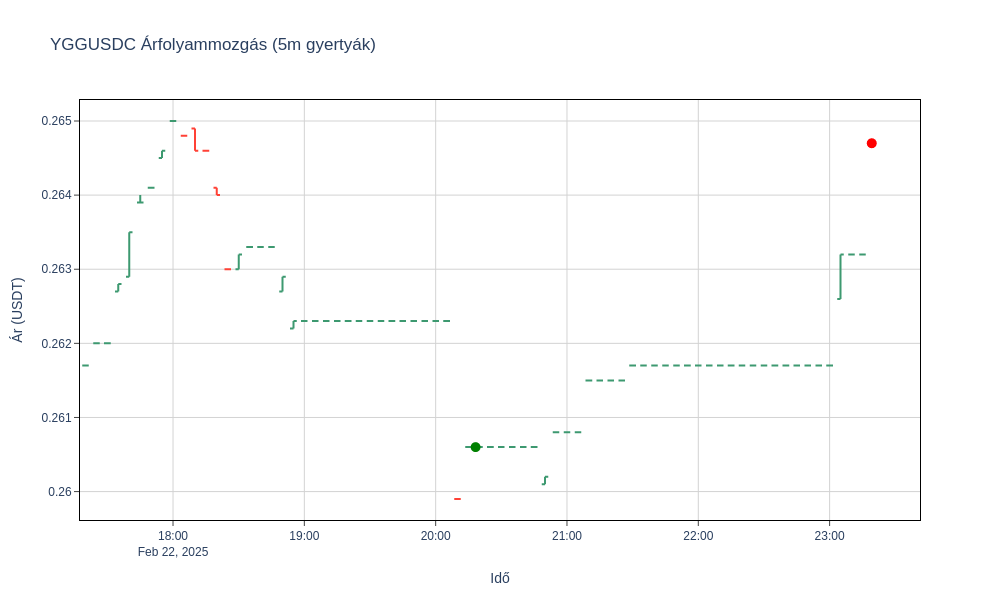 YGGUSDC Árfolyammozgás (5m gyertyák)
Ár (USDT)
0.265
0.264
0.263
0.262
0.261
0.26
18:00 19:00 20:00 21:00 22:00 23:00
Feb 22, 2025
Idő